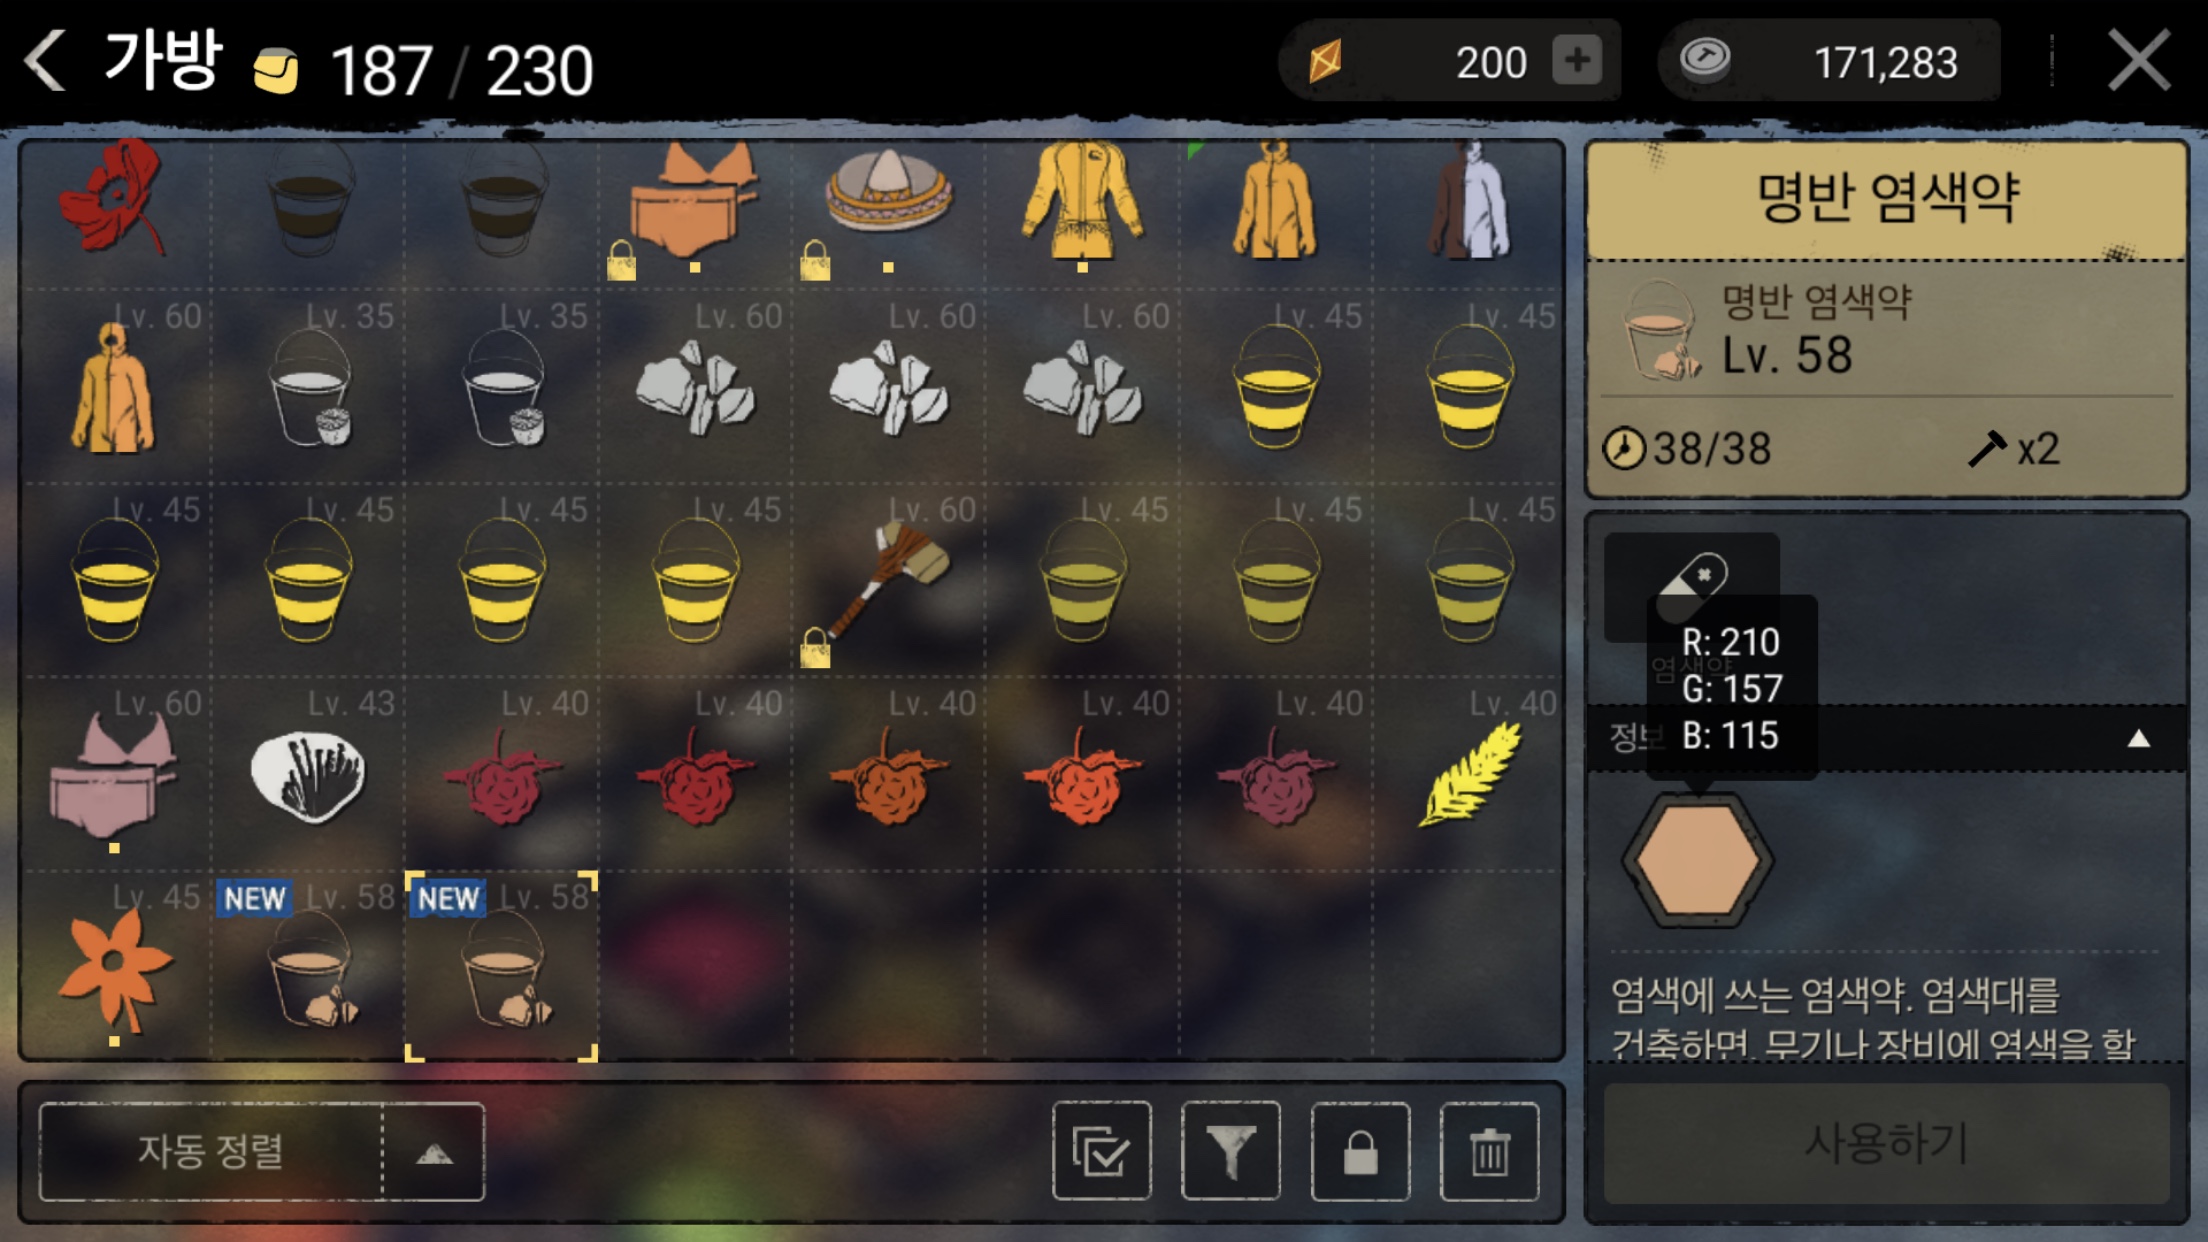 가방 187 / 230
200 +
171,283
Lv. 60 Lv. 35 Lv. 35 Lv. 60 Lv. 60 Lv. 60 Lv. 45 Lv. 45
Lv. 45 Lv. 45 Lv. 45 Lv. 45 Lv. 60 Lv. 45 Lv. 45 Lv. 45
Lv. 60 Lv. 43 Lv. 40 Lv. 40 Lv. 40 Lv. 40 Lv. 40 Lv. 40
Lv. 45 NEW Lv. 58 NEW Lv. 58
자동 정렬
명반 염색약
명반 염색약
Lv. 58
38/38 x2
염색약
R: 210
G: 157
B: 115
정보
염색에 쓰는 염색약. 염색대를
건축하면, 무기나 장비에 염색을 할
사용하기